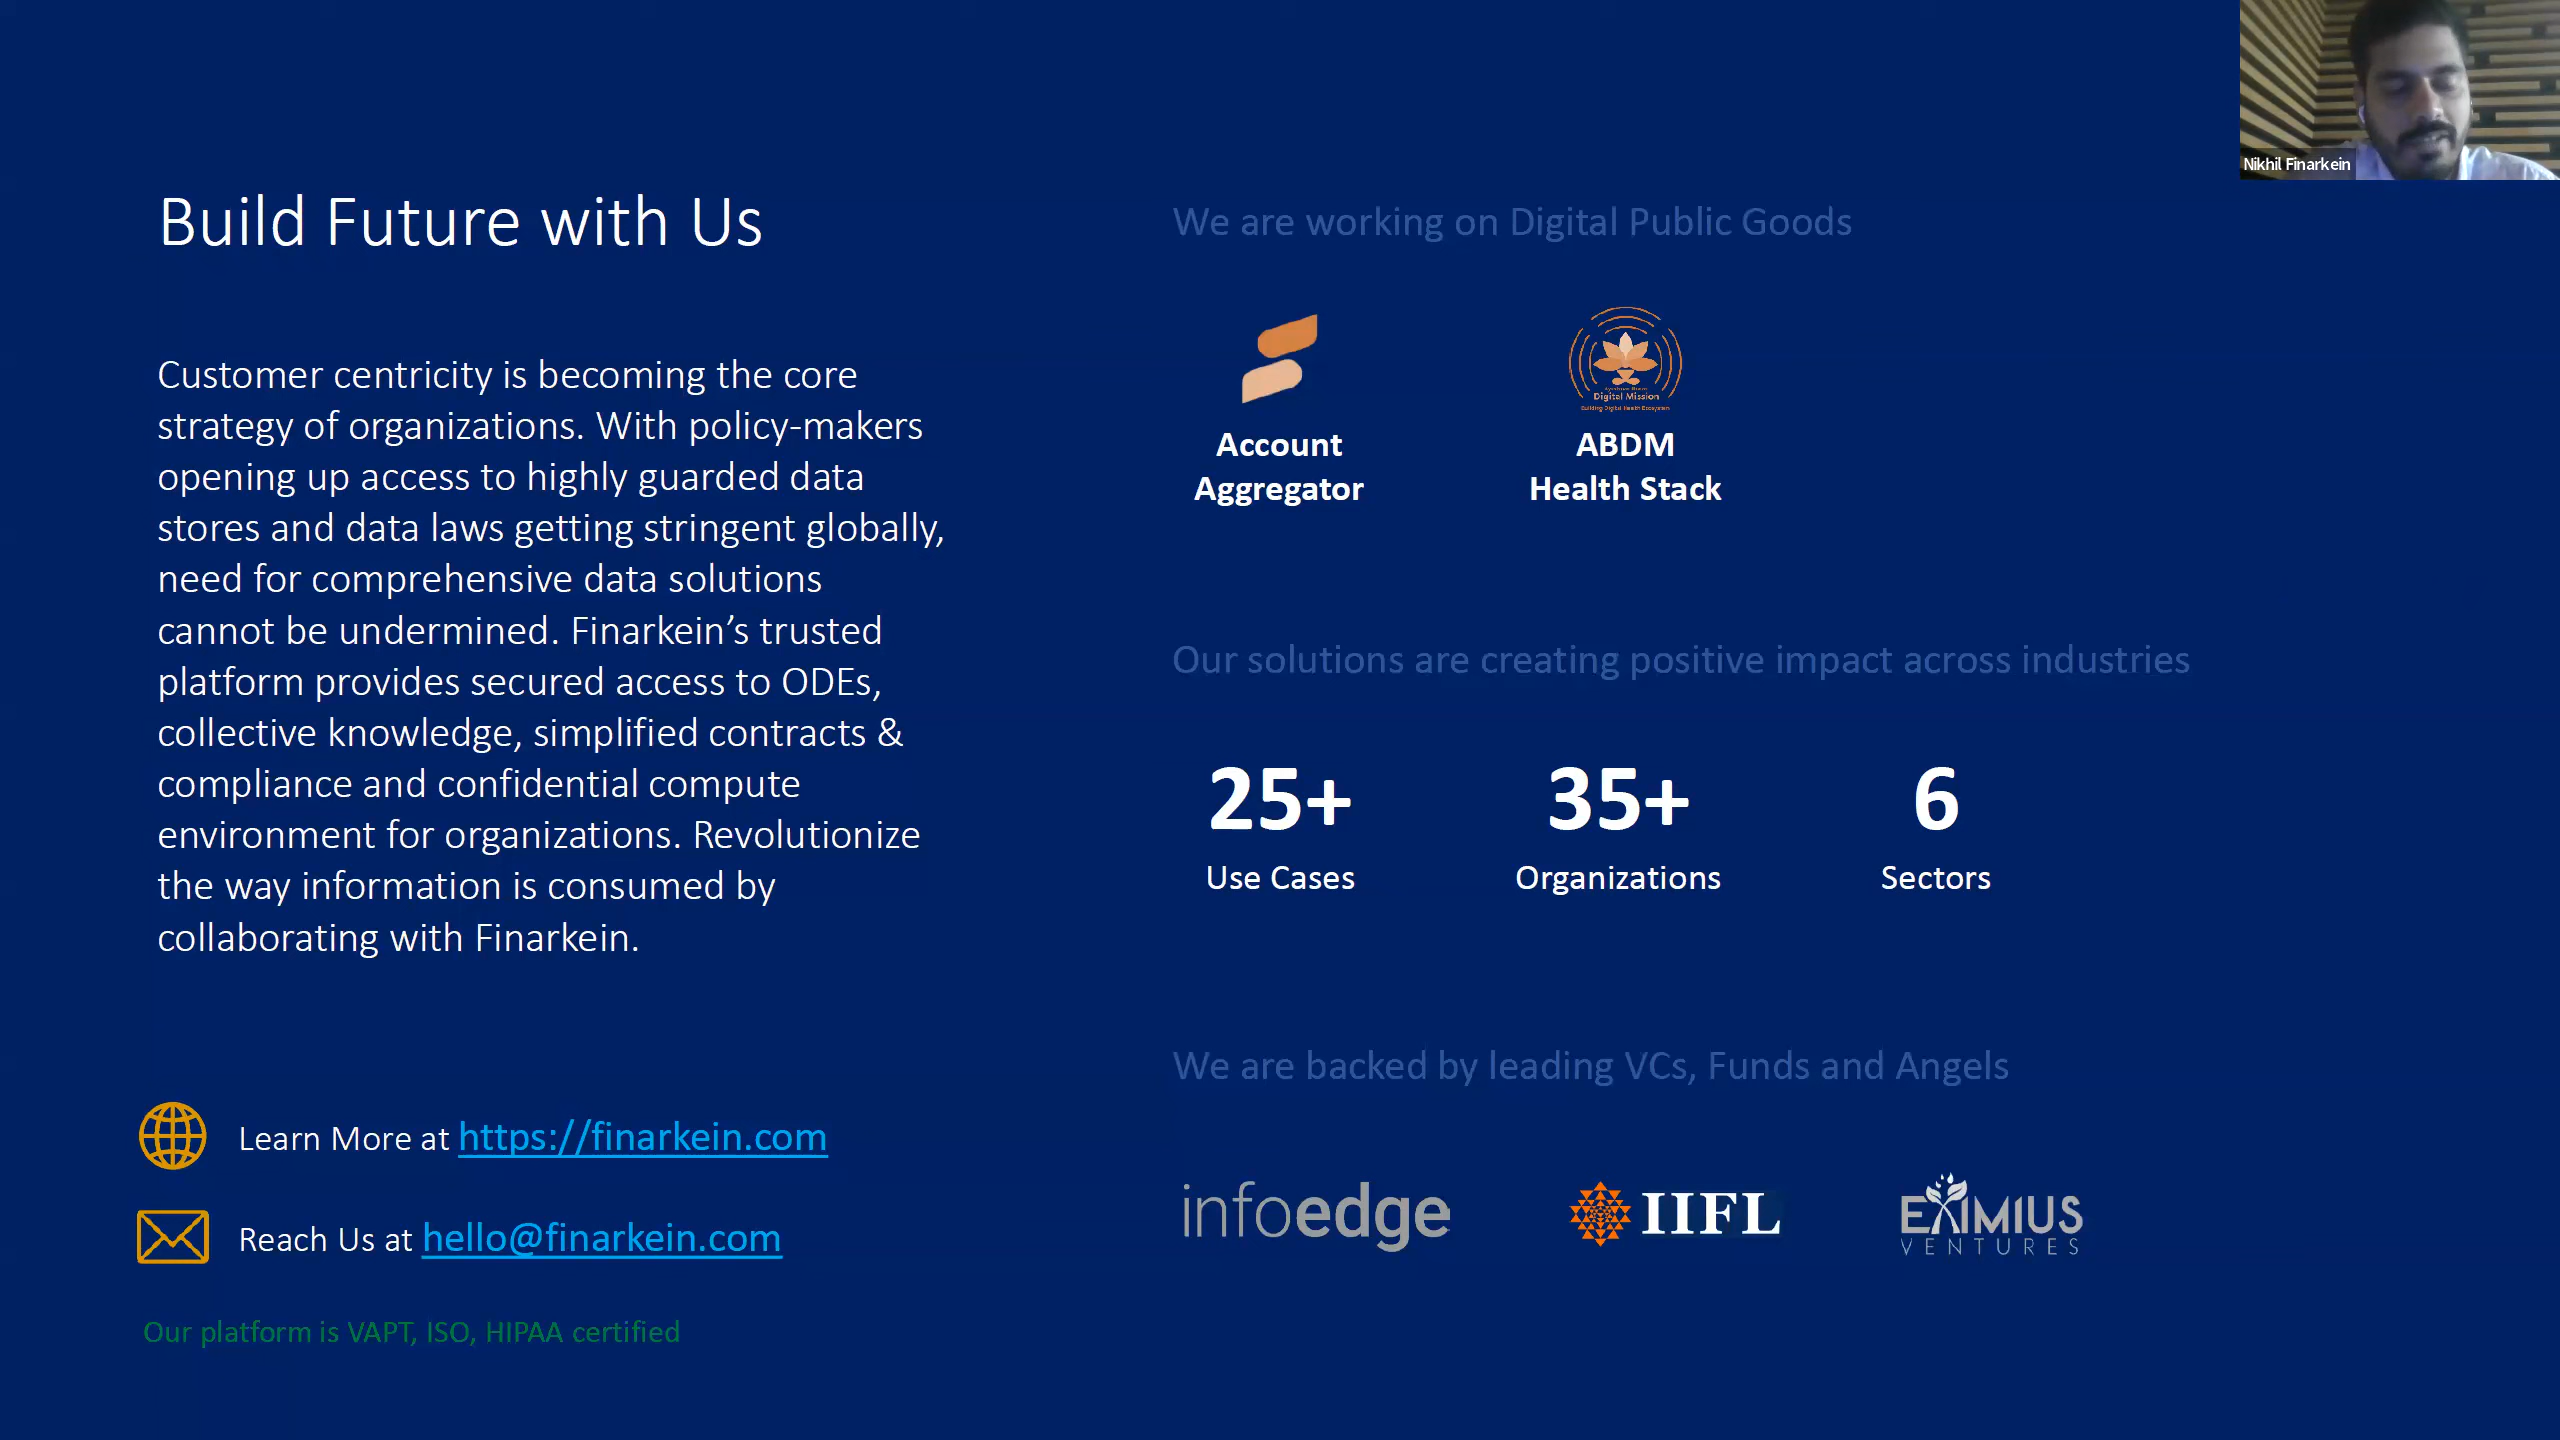 Nikhil Finarkein
Build Future with Us
Customer centricity is becoming the core
strategy of organizations. With policy-makers
opening up access to highly guarded data
stores and data laws getting stringent globally,
need for comprehensive data solutions
cannot be undermined. Finarkein’s trusted
platform provides secured access to ODEs,
collective knowledge, simplified contracts &
compliance and confidential compute
environment for organizations. Revolutionize
the way information is consumed by
collaborating with Finarkein.
Learn More at https://finarkein.com
Reach Us at hello@finarkein.com
Our platform is VAPT, ISO, HIPAA certified
We are working on Digital Public Goods
Digital Mission
Building Digital Health Ecosystem
Account
Aggregator
ABDM
Health Stack
Our solutions are creating positive impact across industries
25+ 35+ 6
Use Cases Organizations Sectors
We are backed by leading VCs, Funds and Angels
infoedge
IIFL
EXIMIUS
VENTURES